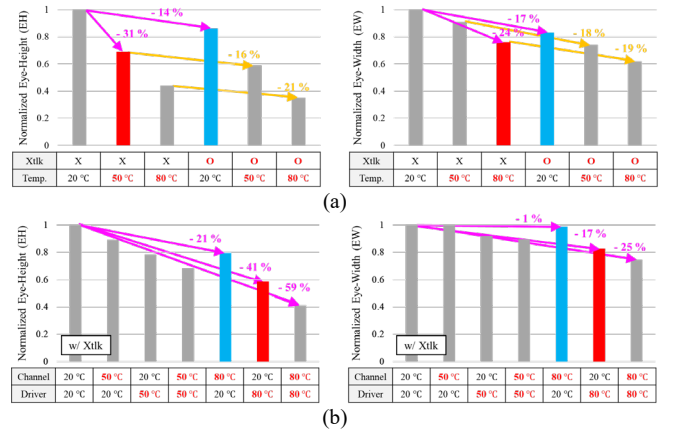 Normalized Eye-Height (EH)
1
0.8
0.6
0.4
0.2
0
- 14 %
- 31 %
- 16 %
- 21 %
Xtlk X X X O O O
Temp. 20 ℃ 50 ℃ 80 ℃ 20 ℃ 50 ℃ 80 ℃
Normalized Eye-Width (EW)
1
0.8
0.6
0.4
0.2
0
- 17 %
- 24 %
- 18 %
- 19 %
Xtlk X X X O O O
Temp. 20 ℃ 50 ℃ 80 ℃ 20 ℃ 50 ℃ 80 ℃
(a)
Normalized Eye-Height (EH)
1
0.8
0.6
0.4
0.2
0
- 21 %
- 41 %
- 59 %
w/ Xtlk
Channel 20 ℃ 50 ℃ 20 ℃ 50 ℃ 80 ℃ 20 ℃ 80 ℃
Driver 20 ℃ 20 ℃ 50 ℃ 50 ℃ 20 ℃ 80 ℃ 80 ℃
Normalized Eye-Width (EW)
1
0.8
0.6
0.4
0.2
0
- 1 %
- 17 %
- 25 %
w/ Xtlk
Channel 20 ℃ 50 ℃ 20 ℃ 50 ℃ 80 ℃ 20 ℃ 80 ℃
Driver 20 ℃ 20 ℃ 50 ℃ 50 ℃ 20 ℃ 80 ℃ 80 ℃
(b)